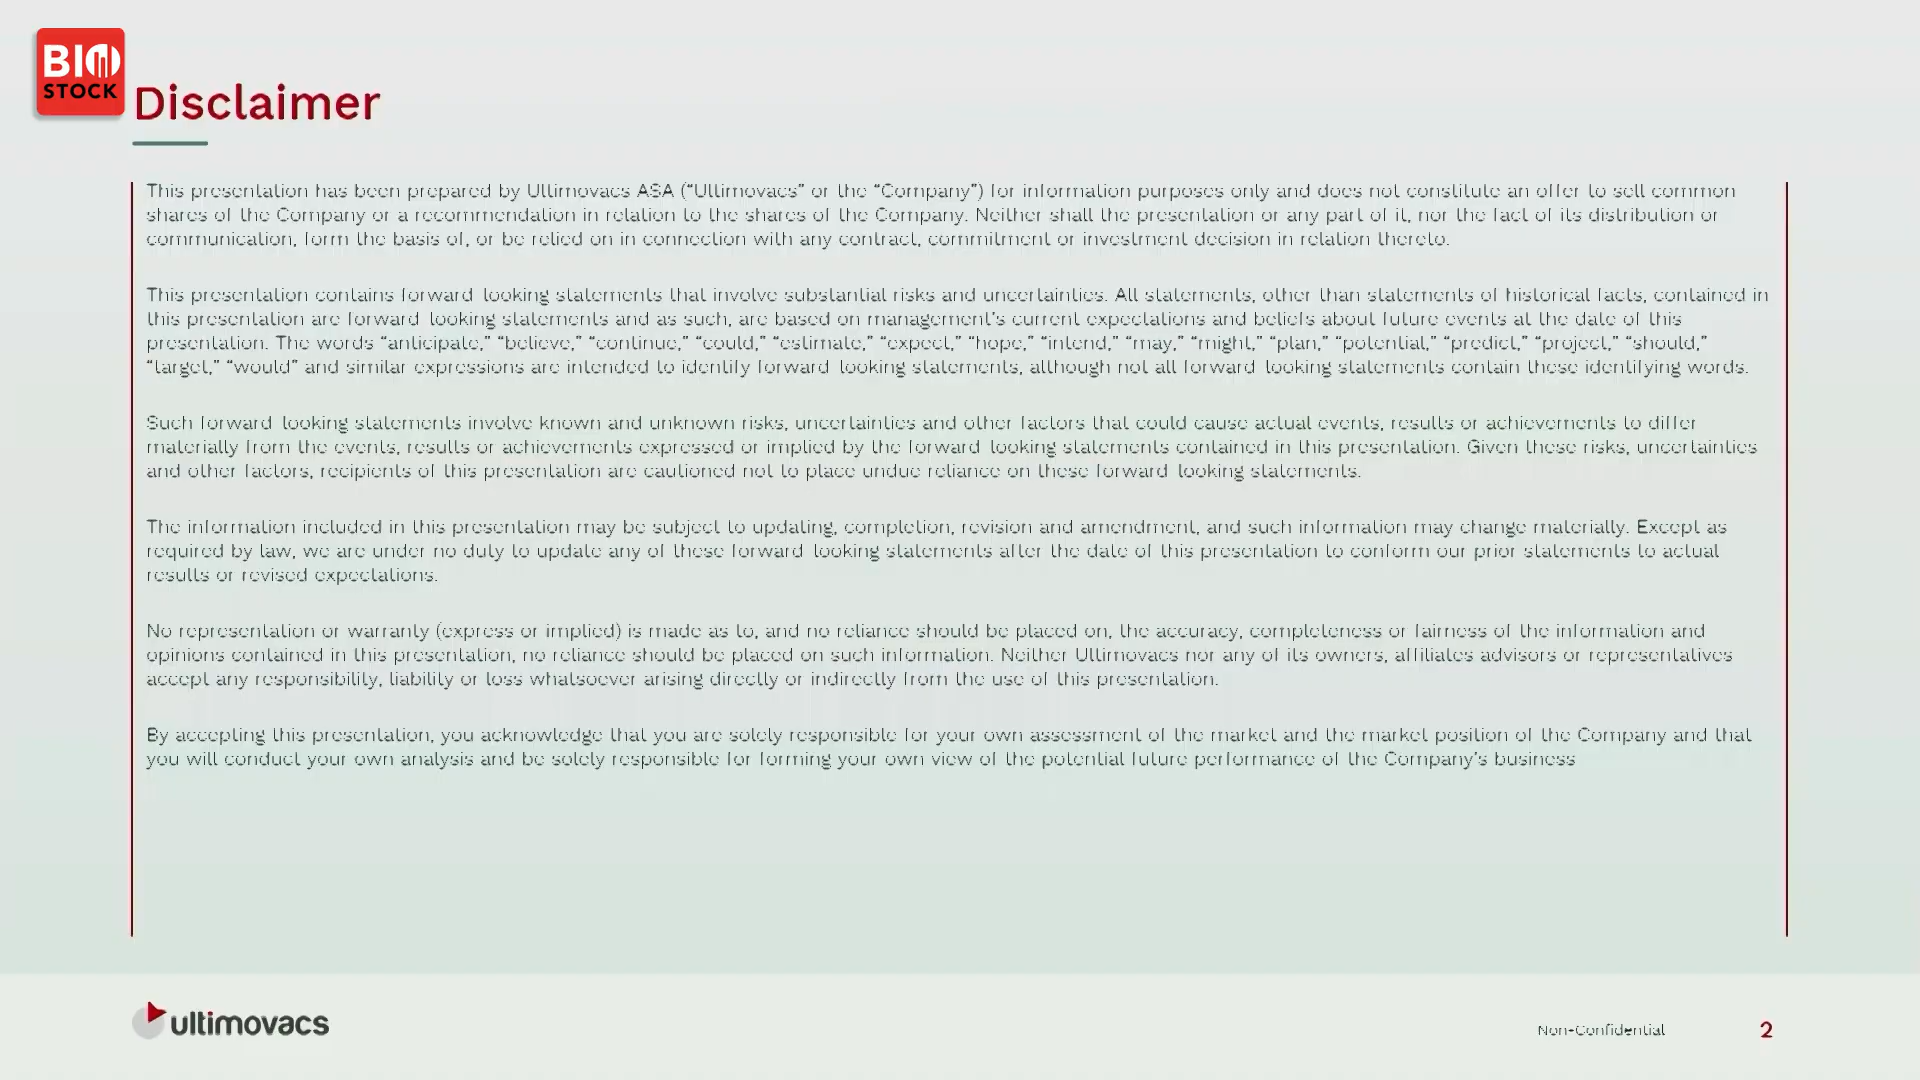 BIO
STOCK
Disclaimer
This presentation has been prepared by Ultimovacs ASA (“Ultimovacs” or the “Company”) for information purposes only and does not constitute an offer to sell common
shares of the Company or a recommendation in relation to the shares of the Company. Neither shall the presentation or any part of it, nor the fact of its distribution or
communication, form the basis of, or be relied on in connection with any contract, commitment or investment decision in relation thereto.
This presentation contains forward looking statements that involve substantial risks and uncertainties. All statements, other than statements of historical facts, contained in
this presentation are forward looking statements and as such, are based on management’s current expectations and beliefs about future events at the date of this
presentation. The words “anticipate,” “believe,” “continue,” “could,” “estimate,” “expect,” “hope,” “intend,” “may,” “might,” “plan,” “potential,” “predict,” “project,” “should,”
“target,” “would” and similar expressions are intended to identify forward looking statements, although not all forward looking statements contain these identifying words.
Such forward looking statements involve known and unknown risks, uncertainties and other factors that could cause actual events, results or achievements to differ
materially from the events, results or achievements expressed or implied by the forward looking statements contained in this presentation. Given these risks, uncertainties
and other factors, recipients of this presentation are cautioned not to place undue reliance on these forward looking statements.
The information included in this presentation may be subject to updating, completion, revision and amendment, and such information may change materially. Except as
required by law, we are under no duty to update any of these forward looking statements after the date of this presentation to conform our prior statements to actual
results or revised expectations.
No representation or warranty (express or implied) is made as to, and no reliance should be placed on, the accuracy, completeness or fairness of the information and
opinions contained in this presentation, no reliance should be placed on such information. Neither Ultimovacs nor any of its owners, affiliates advisors or representatives
accept any responsibility, liability or loss whatsoever arising directly or indirectly from the use of this presentation.
By accepting this presentation, you acknowledge that you are solely responsible for your own assessment of the market and the market position of the Company and that
you will conduct your own analysis and be solely responsible for forming your own view of the potential future performance of the Company’s business
ultimovacs
Non-Confidential
2